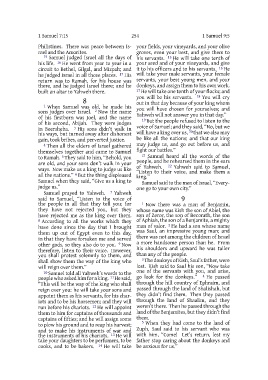 1 Samuel 7:15
294
1 Samuel 9:5
Philistines. There was peace between Is-
rael and the Amorites.
15 Samuel judged Israel all the days of
his life. 16 He went from year to year in a
circuit to Bethel, Gilgal, and Mizpah; and
he judged Israel in all those places. 17 His
return was to Ramah, for his house was
there, and he judged Israel there; and he
built an altar to Yahweh there.
8
1 When Samuel was old, he made his
sons judges over Israel. 2 Now the name
of his firstborn was Joel, and the name
of his second, Abijah. They were judges
in Beersheba. 3 His sons didn't walk in
his ways, but turned away after dishonest
gain, took bribes, and perverted justice.
4 Then all the elders of Israel gathered
themselves together and came to Samuel
to Ramah. 5 They said to him, "Behold, you
are old, and your sons don't walk in your
ways. Now make us a king to judge us like
all the nations." 6 But the thing displeased
Samuel when they said, "Give us a king to
judge us."
Samuel prayed to Yahweh. 7 Yahweh
said to Samuel, "Listen to the voice of
the people in all that they tell you; for
they have not rejected you, but they
have rejected me as the king over them.
8 According to all the works which they
have done since the day that I brought
them up out of Egypt even to this day,
in that they have forsaken me and served
other gods, so they also do to you. 9 Now
therefore, listen to their voice. However,
you shall protest solemnly to them, and
shall show them the way of the king who
will reign over them."
10 Samuel told all Yahweh's words to the
people who asked him for a king. 11 He said,
"This will be the way of the king who shall
reign over you: he will take your sons and
appoint them as his servants, for his char-
iots and to be his horsemen; and they will
run before his chariots. 12 He will appoint
them to him for captains of thousands and
captains of fifties; and he will assign some
to plow his ground and to reap his harvest;
and to make his instruments of war and
the instruments of his chariots. 13 He will
take your daughters to be perfumers, to be
cooks, and to be bakers. 14 He will take
your fields, your vineyards, and your olive
groves, even your best, and give them to
his servants. 15 He will take one tenth of
your seed and of your vineyards, and give
it to his officers and to his servants. 16 He
will take your male servants, your female
servants, your best young men, and your
donkeys, and assign them to his own work.
17 He will take one tenth of your flocks; and
you will be his servants. 18 You will cry
out in that day because of your king whom
you will have chosen for yourselves; and
Yahweh will not answer you in that day."
19 But the people refused to listen to the
voice of Samuel; and they said, "No, but we
will have a king over us, 20 that we also may
be like all the nations; and that our king
may judge us, and go out before us, and
fight our battles."
21 Samuel heard all the words of the
people, and he rehearsed them in the ears
of Yahweh. 22 Yahweh said to Samuel,
"Listen to their voice, and make them a
king."
Samuel said to the men of Israel, "Every-
one go to your own city."
9
1 Now there was a man of Benjamin,
whose name was Kish the son of Abiel, the
son of Zeror, the son of Becorath, the son
of Aphiah, the son of a Benjamite, a mighty
man of valor. 2 He had a son whose name
was Saul, an impressive young man; and
there was not among the children of Israel
a more handsome person than he. From
his shoulders and upward he was taller
than any of the people.
3 The donkeys of Kish, Saul's father, were
lost. Kish said to Saul his son, "Now take
one of the servants with you, and arise,
go look for the donkeys." 4 He passed
through the hill country of Ephraim, and
passed through the land of Shalishah, but
they didn't find them. Then they passed
through the land of Shaalim, and they
weren't there. Then he passed through the
land of the Benjamites, but they didn't find
them.
5 When they had come to the land of
Zuph, Saul said to his servant who was
with him, "Come! Let's return, lest my
father stop caring about the donkeys and
be anxious for us."